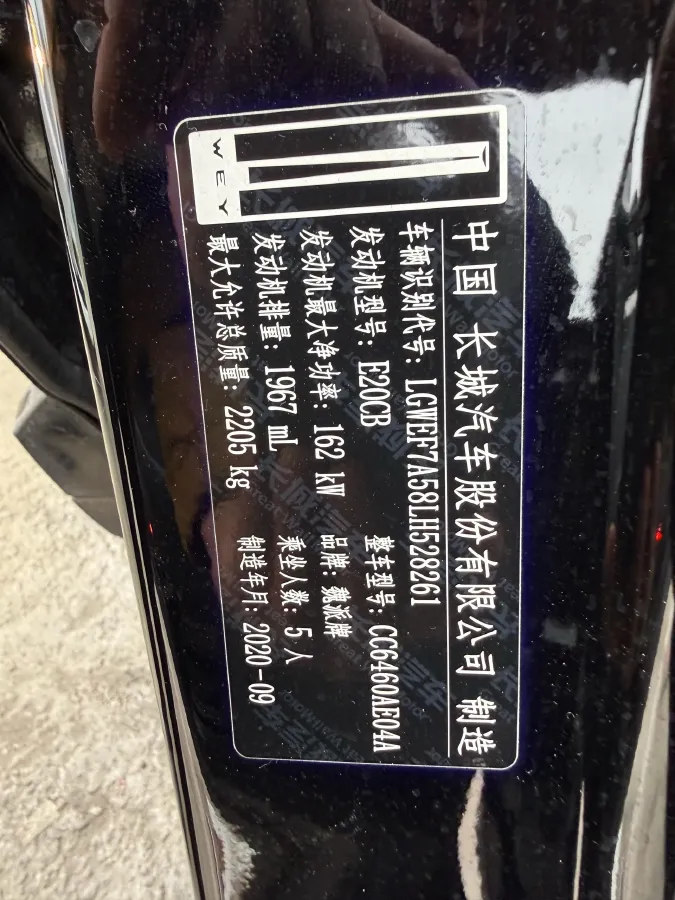 WEY
中国 长城汽车股份有限公司 制造
车辆识别代号: LGWEF7A58LH528261
发动机型号: E20CB 整车型号: CC6460AE04A
发动机最大净功率: 162 kW 品牌: 魏派牌
发动机排量: 1967 mL 乘坐人数: 5 人
最大允许总质量: 2205 kg 制造年月: 2020-09